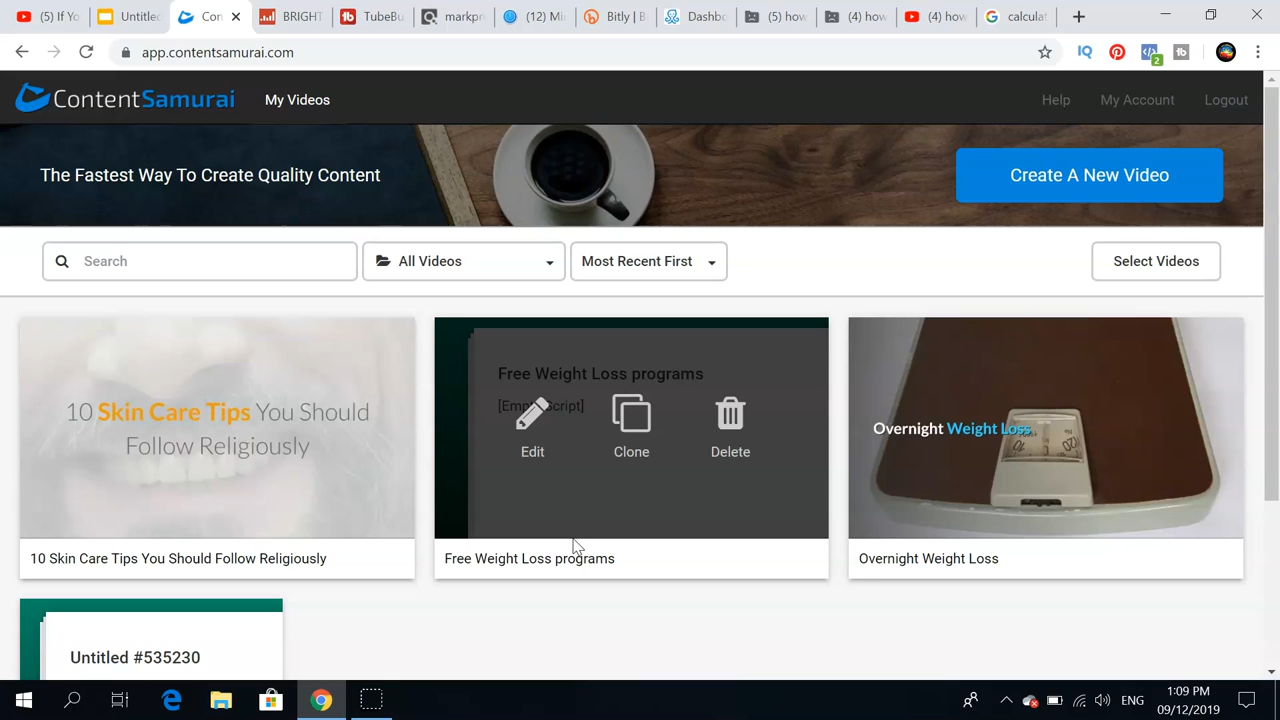 (5) If Yo
Untitled
Con
BRIGHT
TubeBu
markpr
(12) Mi
Bitly | B
Dashbo
(5) how
(4) how
(4) how
calculat
app.contentsamurai.com
2
ContentSamurai
My Videos
Help
My Account
Logout
The Fastest Way To Create Quality Content
Create A New Video
Search
All Videos
Most Recent First
Select Videos
10 Skin Care Tips You Should
Follow Religiously
Free Weight Loss programs
[Empty Script]
Edit
Clone
Delete
Overnight Weight Loss
10 Skin Care Tips You Should Follow Religiously
Free Weight Loss programs
Overnight Weight Loss
Untitled #535230
ENG
1:09 PM
09/12/2019